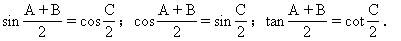 sin (A+B)/2 = cos C/2； cos (A+B)/2 = sin C/2； tan (A+B)/2 = cot C/2．